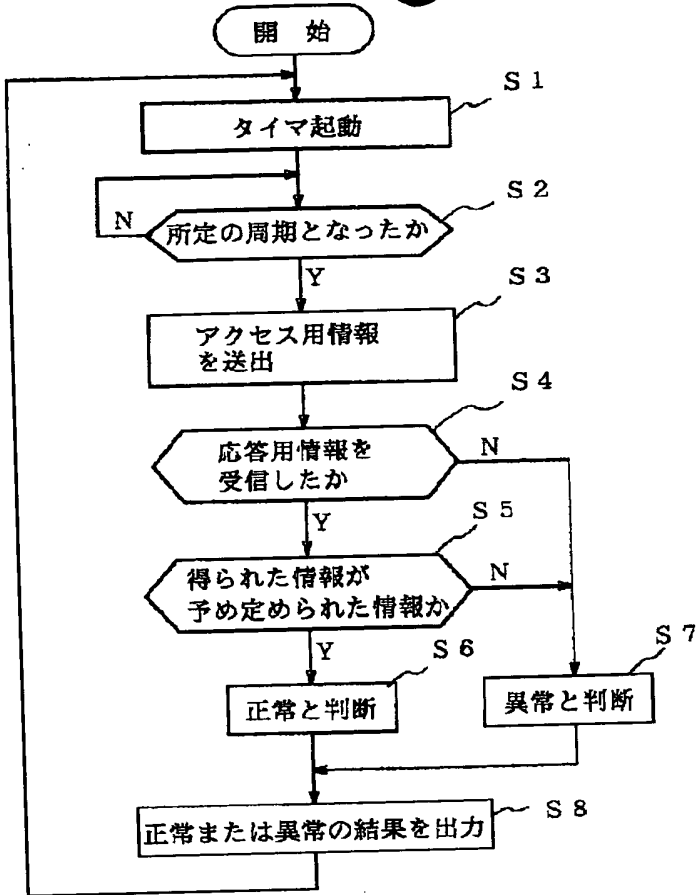 開 始
S1
タイマ起動
S2
所定の周期となったか
N
Y
S3
アクセス用情報
を送出
S4
応答用情報を
受信したか
N
Y
S5
得られた情報が
予め定められた情報か
N
Y
S6
正常と判断
S7
異常と判断
S8
正常または異常の結果を出力